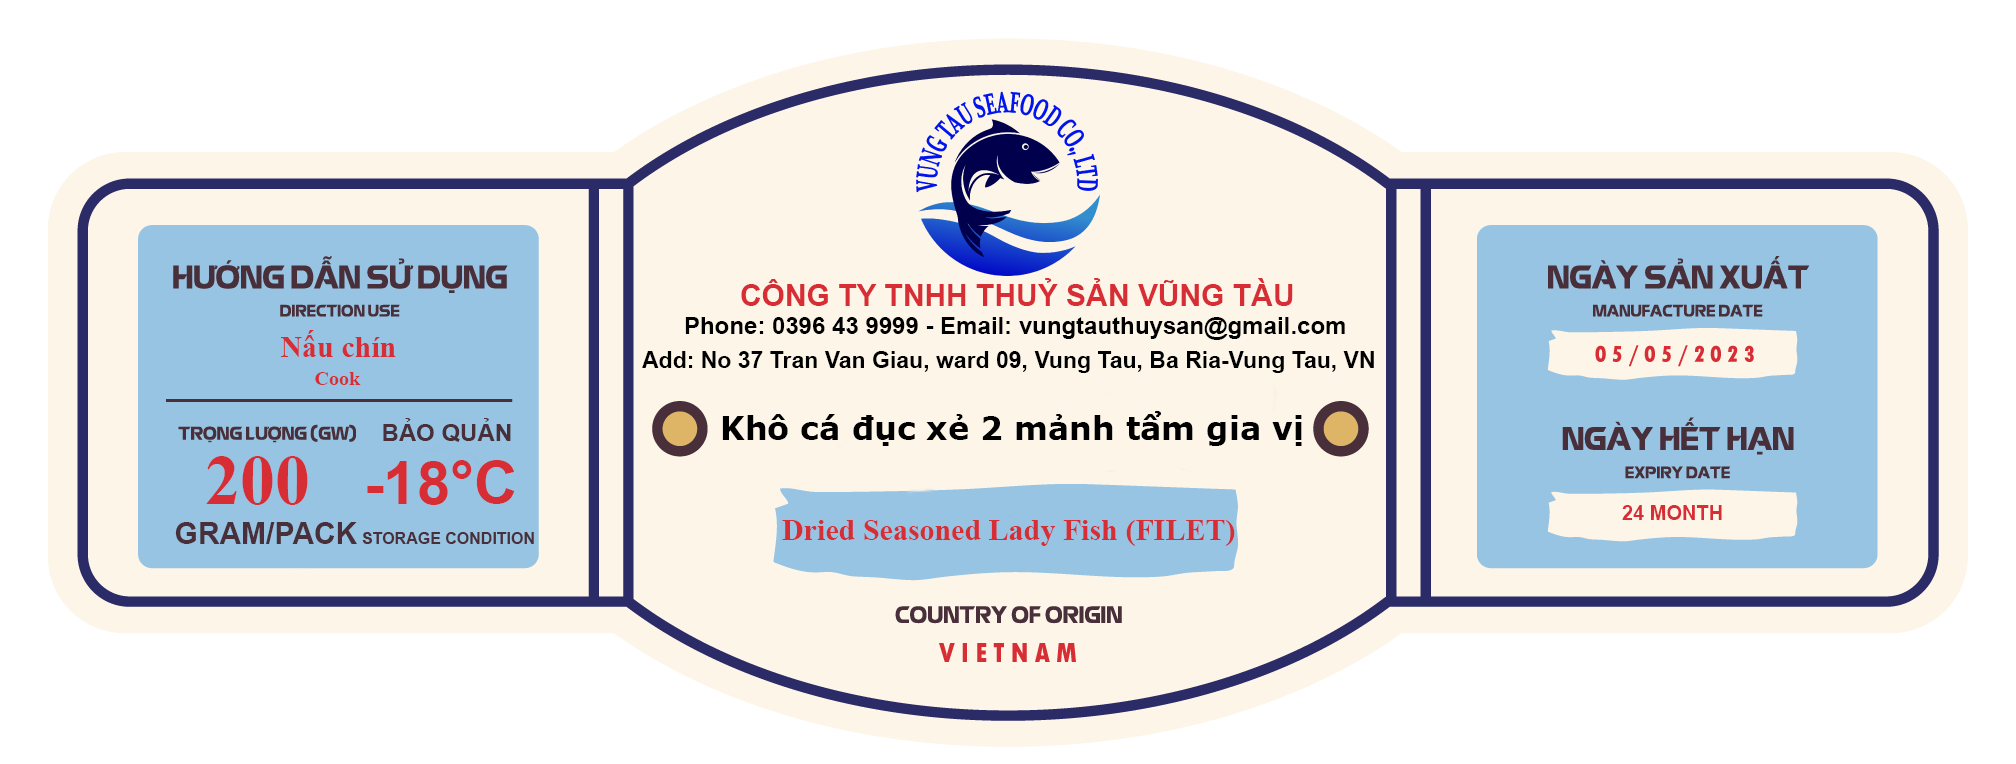 HƯỚNG DẪN SỬ DỤNG
DIRECTION USE
Nấu chín
Cook
TRỌNG LƯỢNG (GW)
200
GRAM/PACK
BẢO QUẢN
-18°C
STORAGE CONDITION
VUNG TAU SEAFOOD CO., LTD
CÔNG TY TNHH THUỶ SẢN VŨNG TÀU
Phone: 0396 43 9999 - Email: vungtauthuysan@gmail.com
Add: No 37 Tran Van Giau, ward 09, Vung Tau, Ba Ria-Vung Tau, VN
Khô cá đục xẻ 2 mảnh tẩm gia vị
Dried Seasoned Lady Fish (FILET)
COUNTRY OF ORIGIN
VIETNAM
NGÀY SẢN XUẤT
MANUFACTURE DATE
05/05/2023
NGÀY HẾT HẠN
EXPIRY DATE
24 MONTH